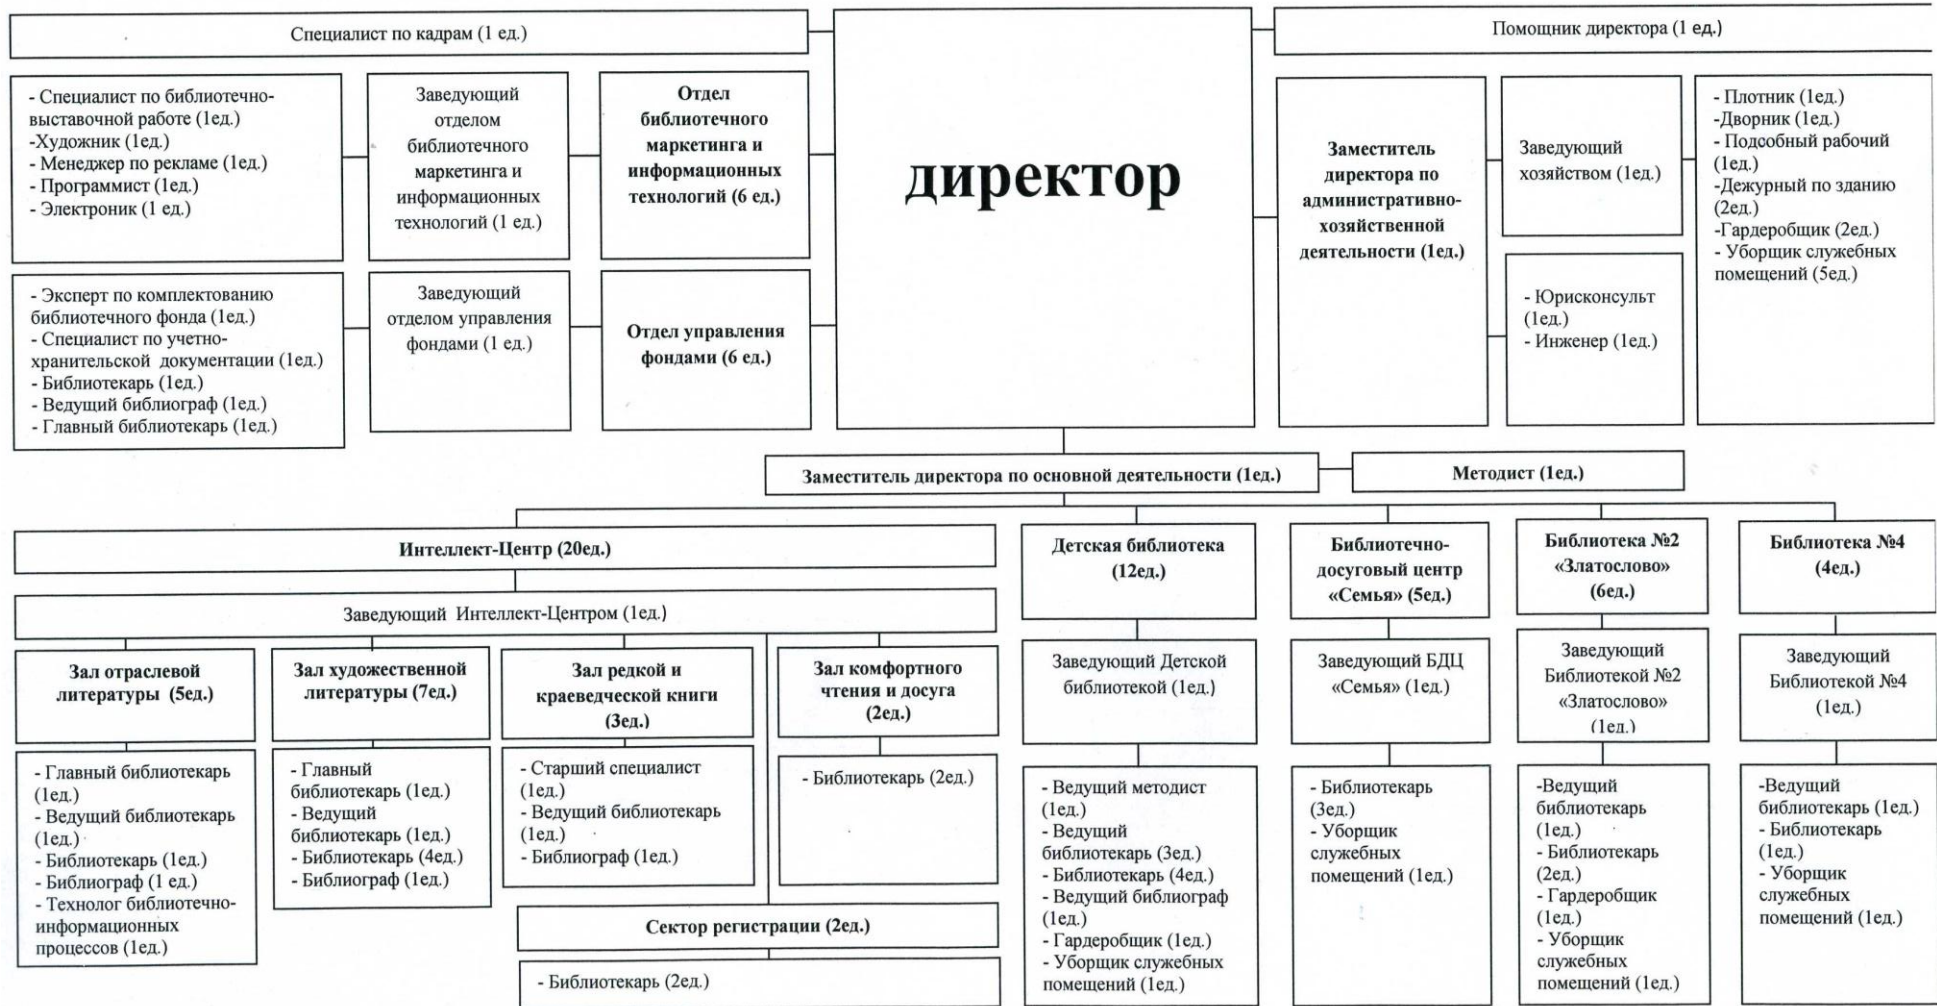 Специалист по кадрам (1 ед.)
директор
Помощник директора (1 ед.)
- Специалист по библиотечно-
выставочной работе (1ед.)
-Художник (1ед.)
- Менеджер по рекламе (1ед.)
- Программист (1ед.)
- Электроник (1 ед.)
Заведующий
отделом
библиотечного
маркетинга и
информационных
технологий (1 ед.)
Отдел
библиотечного
маркетинга и
информационных
технологий (6 ед.)
Заместитель
директора по
административно-
хозяйственной
деятельности (1ед.)
Заведующий
хозяйством (1ед.)
- Плотник (1ед.)
-Дворник (1ед.)
- Подсобный рабочий
(1ед.)
-Дежурный по зданию
(2ед.)
-Гардеробщик (2ед.)
- Уборщик служебных
помещений (5ед.)
- Эксперт по комплектованию
библиотечного фонда (1ед.)
- Специалист по учетно-
хранительской документации (1ед.)
- Библиотекарь (1ед.)
- Ведущий библиограф (1ед.)
- Главный библиотекарь (1ед.)
Заведующий
отделом управления
фондами (1 ед.)
Отдел управления
фондами (6 ед.)
- Юрисконсульт
(1ед.)
- Инженер (1ед.)
Заместитель директора по основной деятельности (1ед.)
Методист (1ед.)
Интеллект-Центр (20ед.)
Детская библиотека
(12ед.)
Библиотечно-
досуговый центр
«Семья» (5ед.)
Библиотека №2
«Златослово»
(6ед.)
Библиотека №4
(4ед.)
Заведующий Интеллект-Центром (1ед.)
Зал отраслевой
литературы (5ед.)
Зал художественной
литературы (7ед.)
Зал редкой и
краеведческой книги
(3ед.)
Зал комфортного
чтения и досуга
(2ед.)
Заведующий Детской
библиотекой (1ед.)
Заведующий БДЦ
«Семья» (1ед.)
Заведующий
Библиотекой №2
«Златослово»
(1ед.)
Заведующий
Библиотекой №4
(1ед.)
- Главный библиотекарь
(1ед.)
- Ведущий библиотекарь
(1ед.)
- Библиотекарь (1ед.)
- Библиограф (1 ед.)
- Технолог библиотечно-
информационных
процессов (1ед.)
- Главный
библиотекарь (1ед.)
- Ведущий
библиотекарь (1ед.)
- Библиотекарь (4ед.)
- Библиограф (1ед.)
- Старший специалист
(1ед.)
- Ведущий библиотекарь
(1ед.)
- Библиограф (1ед.)
- Библиотекарь (2ед.)
- Ведущий методист
(1ед.)
- Ведущий
библиотекарь (3ед.)
- Библиотекарь (4ед.)
- Ведущий библиограф
(1ед.)
- Гардеробщик (1ед.)
- Уборщик служебных
помещений (1ед.)
- Библиотекарь
(3ед.)
- Уборщик
служебных
помещений (1ед.)
-Ведущий
библиотекарь
(1ед.)
- Библиотекарь
(2ед.)
- Гардеробщик
(1ед.)
- Уборщик
служебных
помещений (1ед.)
-Ведущий
библиотекарь (1ед.)
- Библиотекарь
(1ед.)
- Уборщик
служебных
помещений (1ед.)
Сектор регистрации (2ед.)
- Библиотекарь (2ед.)